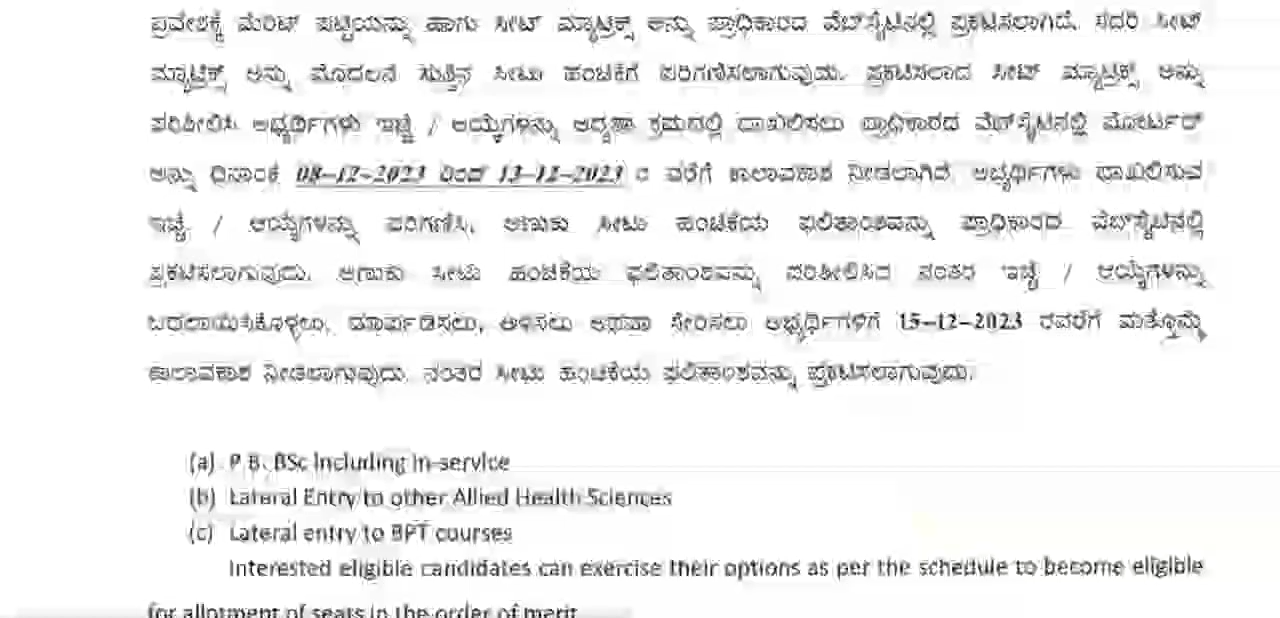 ಪ್ರವೇಶಕ್ಕೆ ಮೆರಿಟ್ ಪಟ್ಟಿಯನ್ನು ಹಾಗು ಸೀಟ್ ಮ್ಯಾಟ್ರಿಕ್ಸ್ ಅನ್ನು ಪ್ರಾಧಿಕಾರದ ವೆಬ್‌ಸೈಟಿನಲ್ಲಿ ಪ್ರಕಟಿಸಲಾಗಿದೆ. ಸದರಿ ಸೀಟ್
ಮ್ಯಾಟ್ರಿಕ್ಸ್ ಅನ್ನು ಮೊದಲನೆ ಸುತ್ತಿನ ಸೀಟು ಹಂಚಿಕೆಗೆ ಪರಿಗಣಿಸಲಾಗುವುದು. ಪ್ರಕಟಿಸಲಾದ ಸೀಟ್ ಮ್ಯಾಟ್ರಿಕ್ಸ್ ಅನ್ನು
ಪರಿಶೀಲಿಸಿ ಅಭ್ಯರ್ಥಿಗಳು ಇಚ್ಛೆ / ಆಯ್ಕೆಗಳನ್ನು ಆದ್ಯತಾ ಕ್ರಮದಲ್ಲಿ ದಾಖಲಿಸಲು ಪ್ರಾಧಿಕಾರದ ವೆಬ್‌ಸೈಟಿನಲ್ಲಿ ಪೋರ್ಟಲ್
ಅನ್ನು ದಿನಾಂಕ 08-12-2023 ರಿಂದ 12-12-2023 ರ ವರೆಗೆ ಕಾಲಾವಕಾಶ ನೀಡಲಾಗಿದೆ. ಅಭ್ಯರ್ಥಿಗಳು ದಾಖಲಿಸುವ
ಇಚ್ಛೆ / ಆಯ್ಕೆಗಳನ್ನು ಪರಿಗಣಿಸಿ, ಅಣುಕು ಸೀಟು ಹಂಚಿಕೆಯ ಫಲಿತಾಂಶವನ್ನು ಪ್ರಾಧಿಕಾರದ ವೆಬ್‌ಸೈಟಿನಲ್ಲಿ
ಪ್ರಕಟಿಸಲಾಗುವುದು. ಅಣುಕು ಸೀಟು ಹಂಚಿಕೆಯ ಫಲಿತಾಂಶವನ್ನು ಪರಿಶೀಲಿಸಿದ ನಂತರ ಇಚ್ಛೆ / ಆಯ್ಕೆಗಳನ್ನು
ಬದಲಾಯಿಸಿಕೊಳ್ಳಲು, ಮಾರ್ಪಡಿಸಲು, ಅಳಿಸಲು ಅಥವಾ ಸೇರಿಸಲು ಅಭ್ಯರ್ಥಿಗಳಿಗೆ 15-12-2023 ರವರೆಗೆ ಮತ್ತೊಮ್ಮೆ
ಕಾಲಾವಕಾಶ ನೀಡಲಾಗುವುದು. ನಂತರ ಸೀಟು ಹಂಚಿಕೆಯ ಫಲಿತಾಂಶವನ್ನು ಪ್ರಕಟಿಸಲಾಗುವುದು.
(a) P.B. BSc Including In-service
(b) Lateral Entry to other Allied Health Sciences
(c) Lateral entry to BPT courses
Interested eligible candidates can exercise their options as per the schedule to become eligible
for allotment of seats in the order of merit